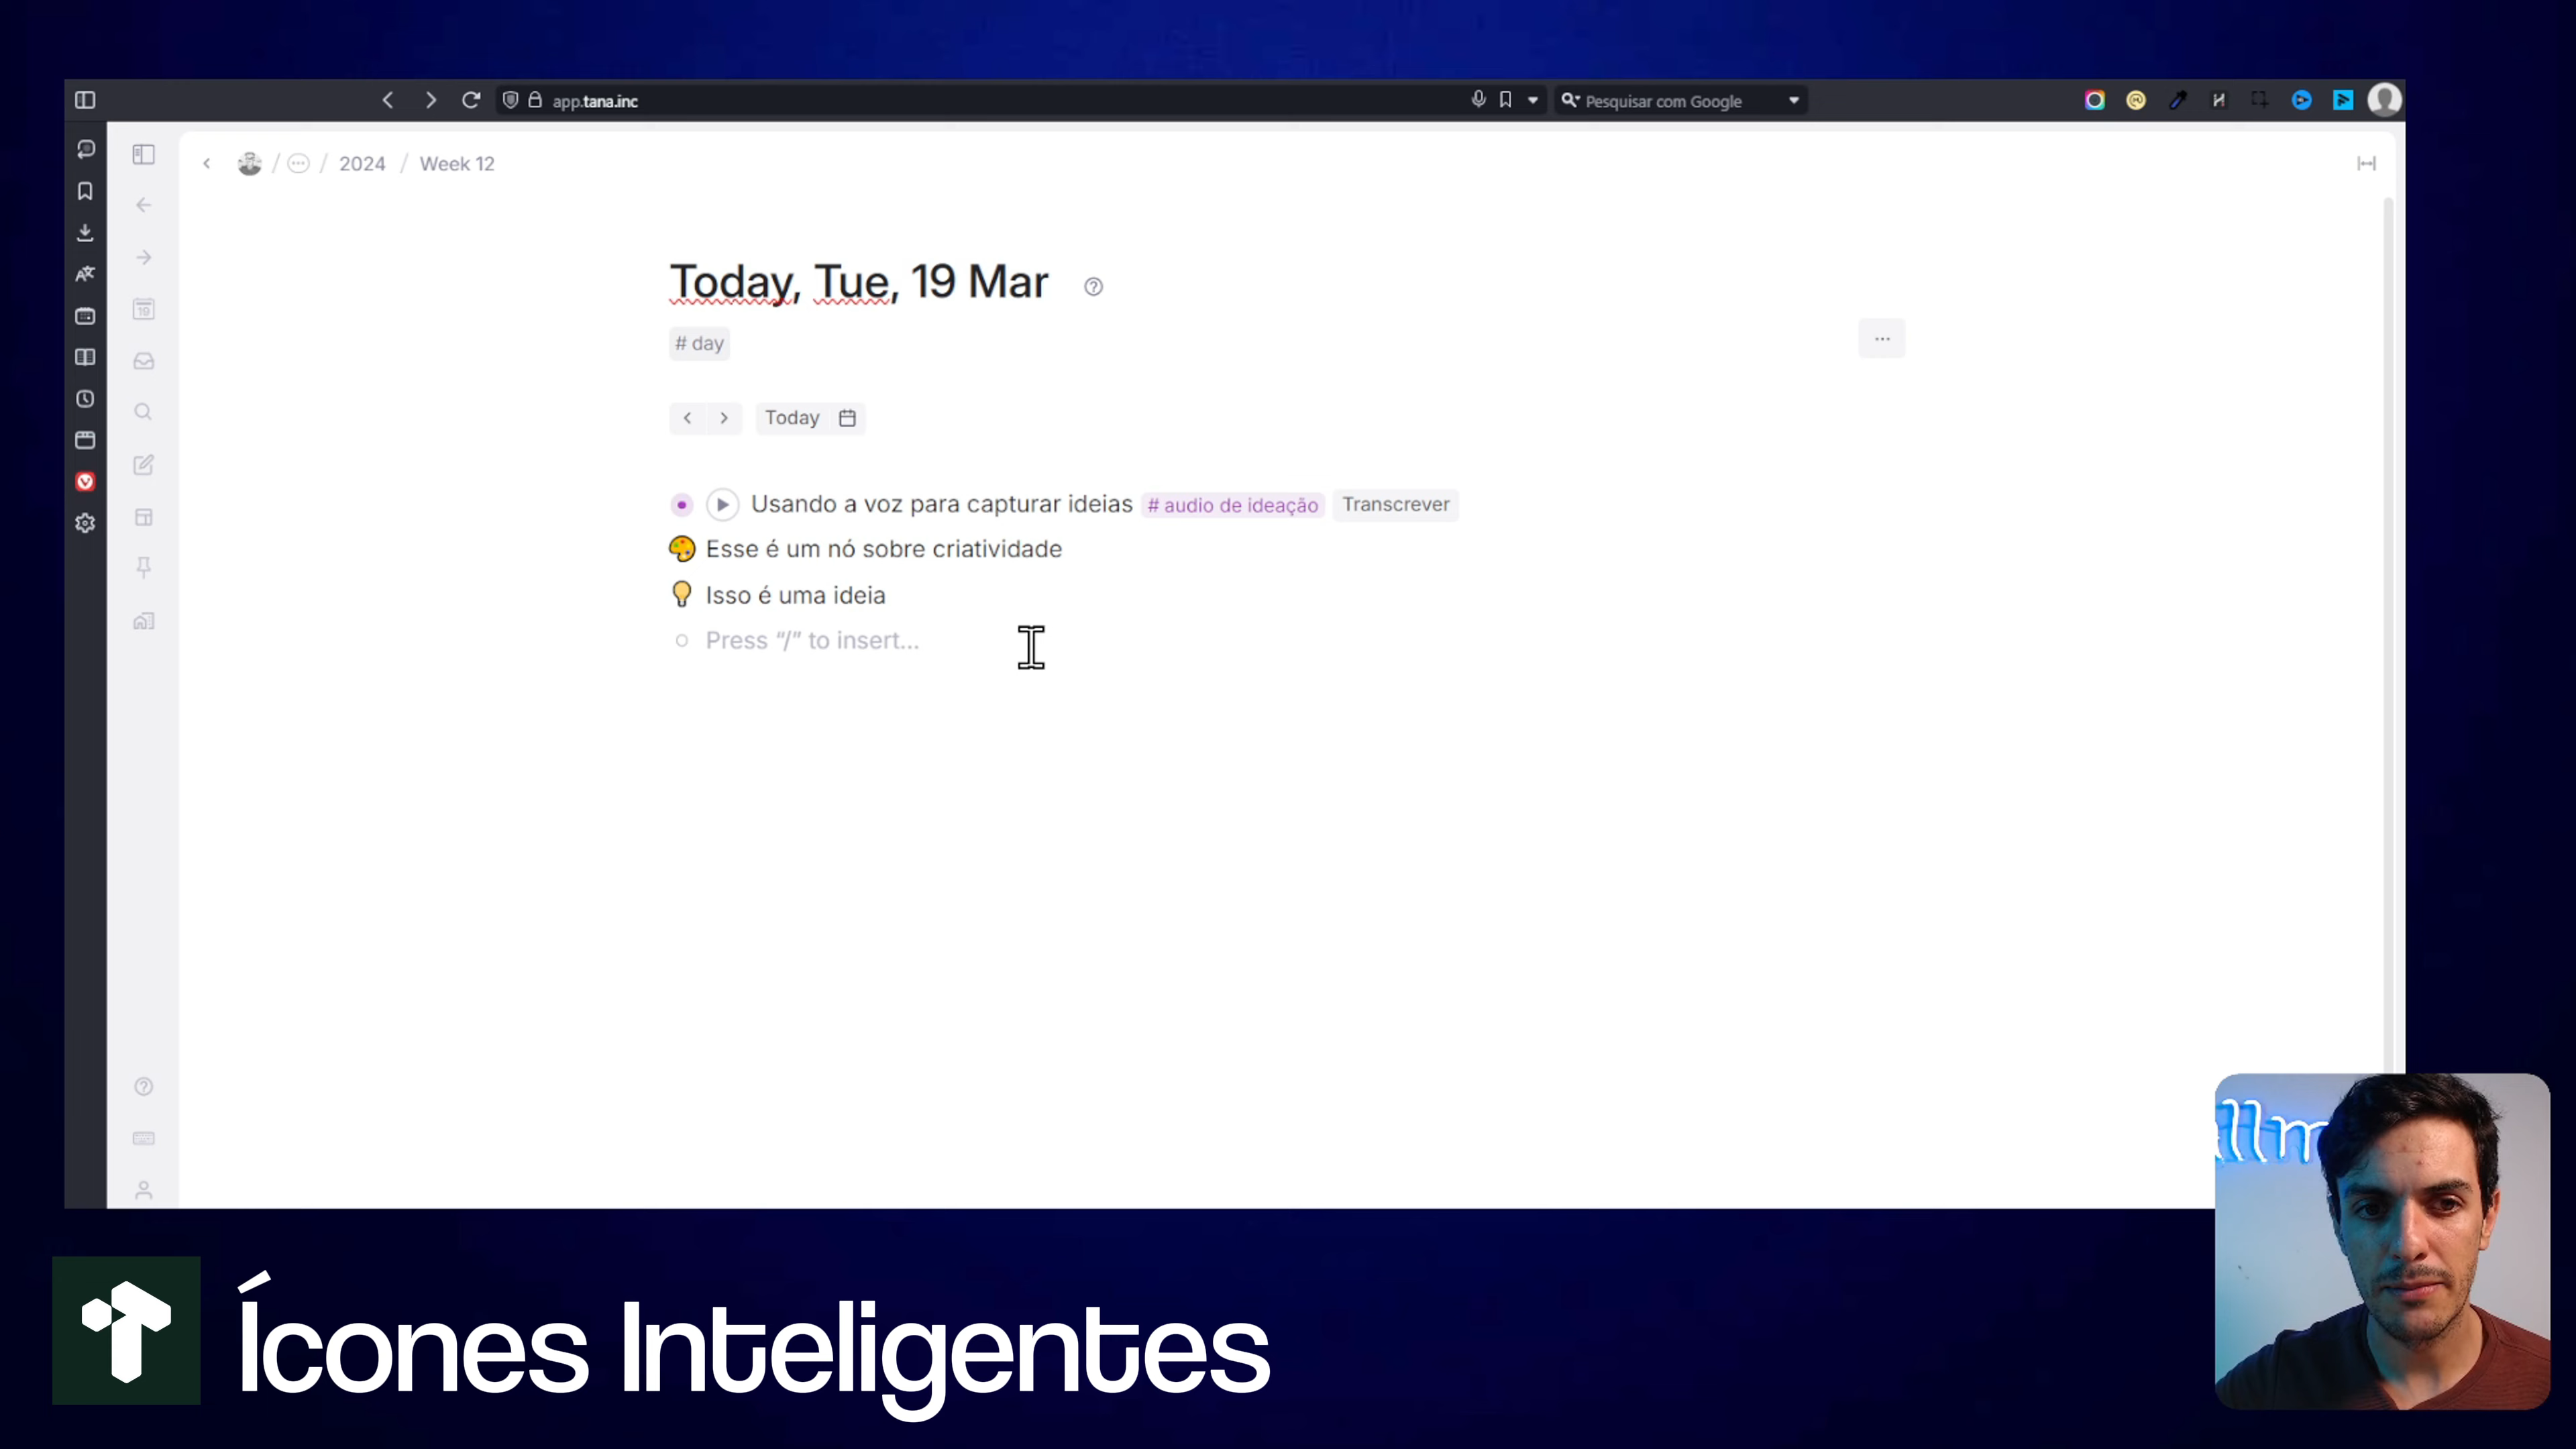 app.tana.inc
Pesquisar com Google
/ / 2024 / Week 12
19
Today, Tue, 19 Mar
# day
Today
Usando a voz para capturar ideias # audio de ideação Transcrever
Esse é um nó sobre criatividade
Isso é uma ideia
Press “/” to insert...
Ícones Inteligentes